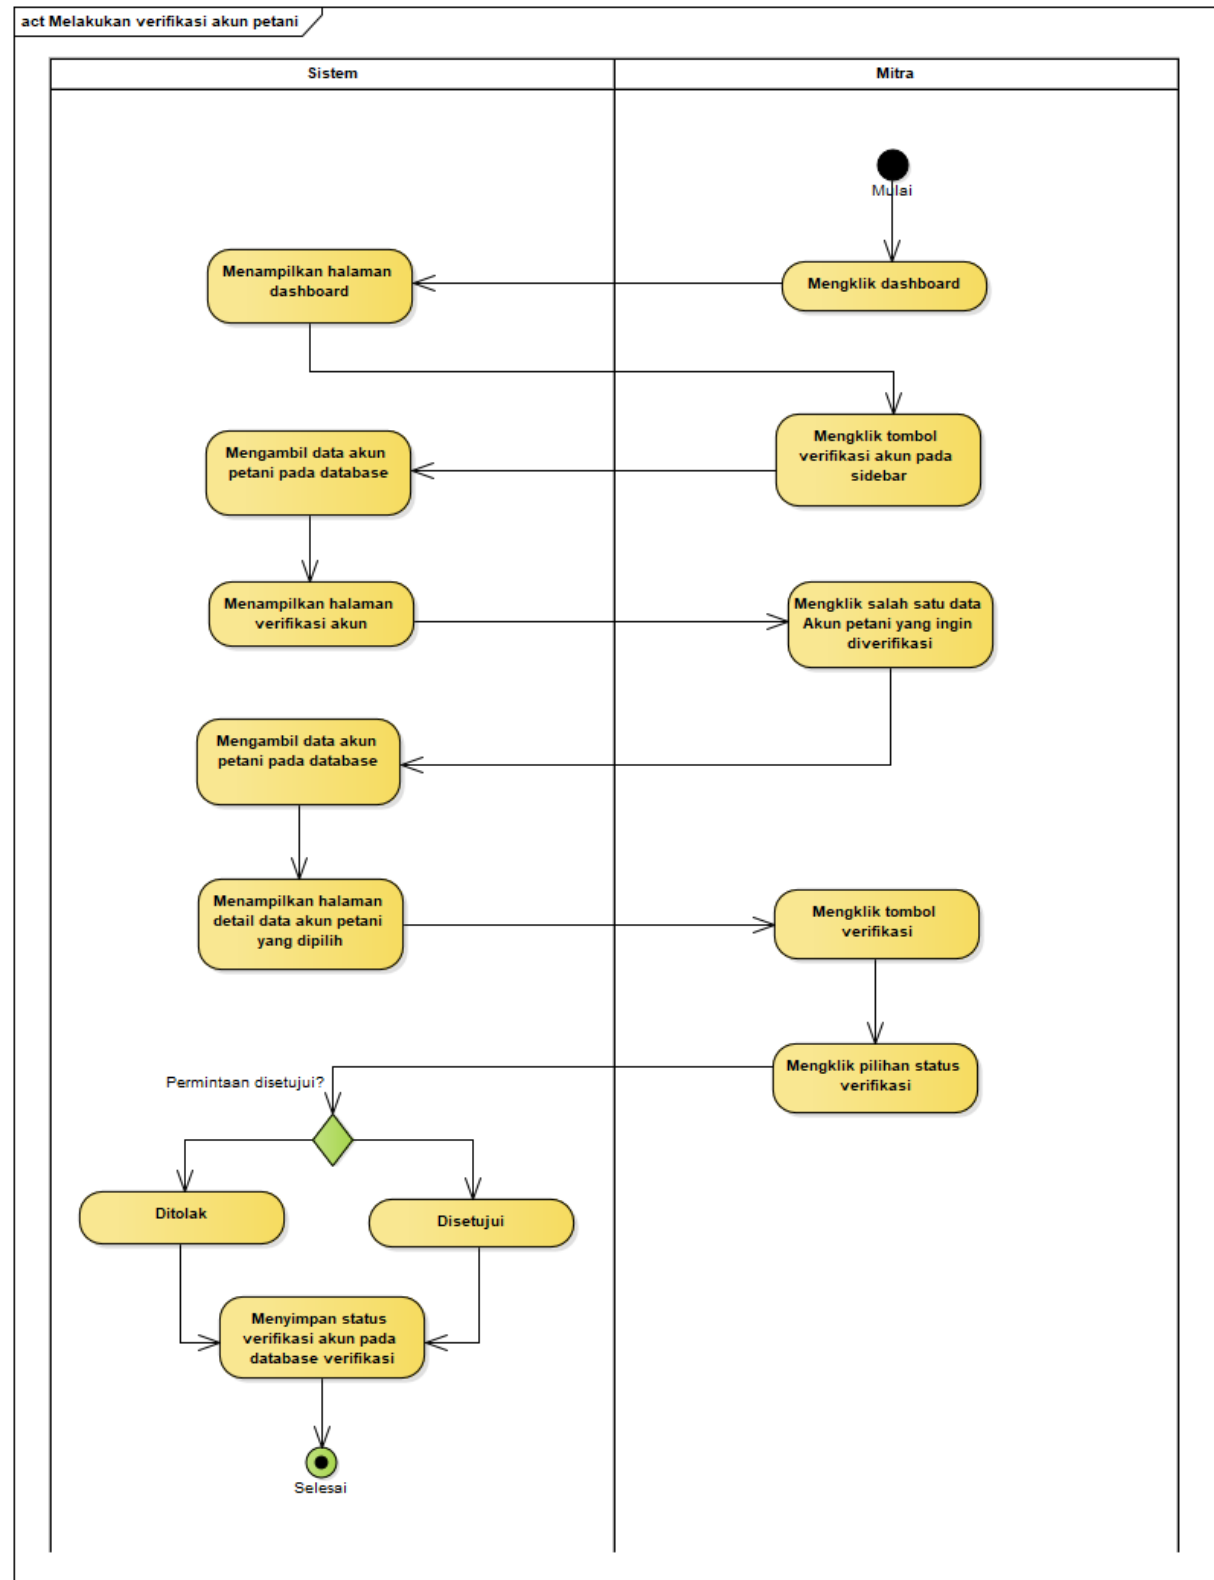 act Melakukan verifikasi akun petani
Sistem
Mitra
Mulai
Mengklik dashboard
Menampilkan halaman
dashboard
Mengklik tombol
verifikasi akun pada
sidebar
Mengambil data akun
petani pada database
Menampilkan halaman
verifikasi akun
Mengklik salah satu data
Akun petani yang ingin
diverifikasi
Mengambil data akun
petani pada database
Menampilkan halaman
detail data akun petani
yang dipilih
Mengklik tombol
verifikasi
Mengklik pilihan status
verifikasi
Permintaan disetujui?
Ditolak
Disetujui
Menyimpan status
verifikasi akun pada
database verifikasi
Selesai